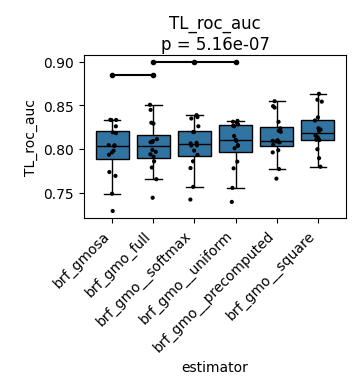 TL_roc_auc
p = 5.16e-07
TL_roc_auc
0.90
0.85
0.80
0.75
brf_gmosa
brf_gmo_full
brf_gmo__softmax
brf_gmo__uniform
brf_gmo__precomputed
brf_gmo__square
estimator